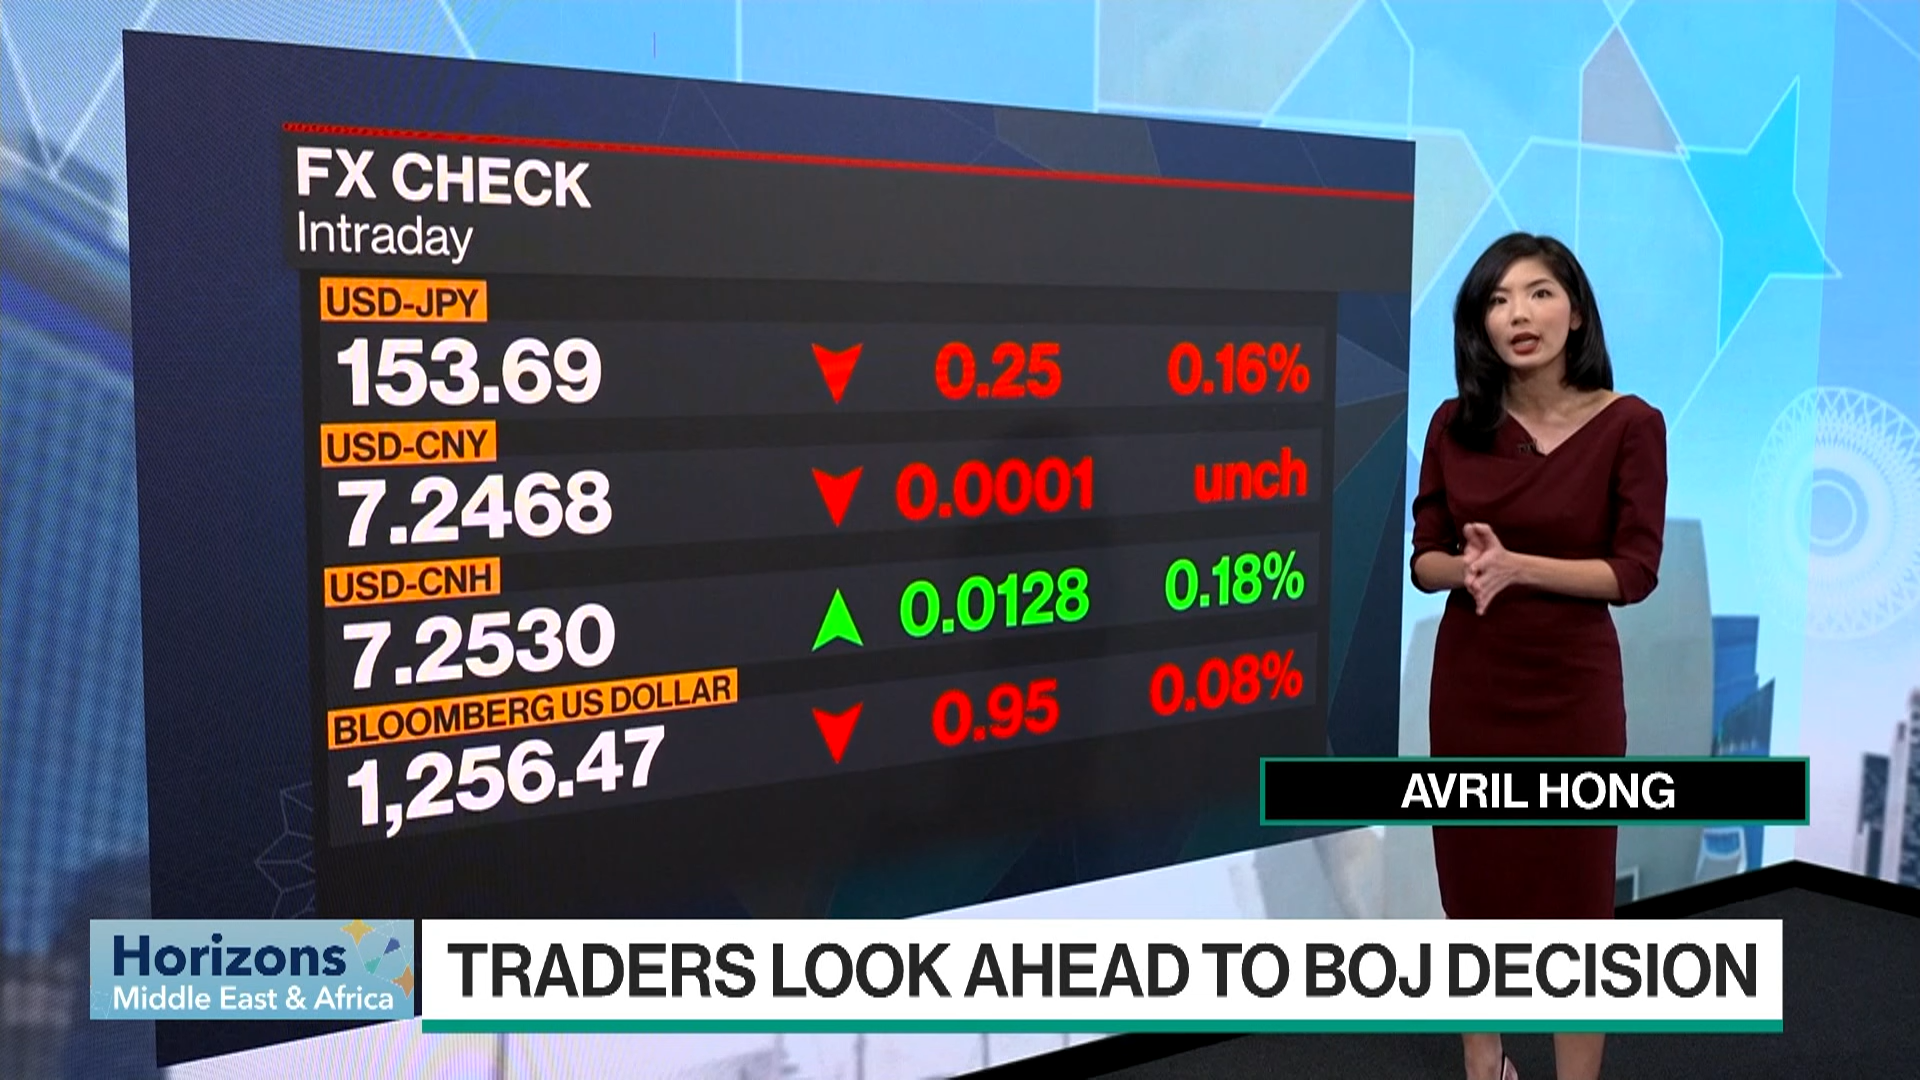 FX CHECK
Intraday
USD-JPY
153.69 ▼ 0.25 0.16%
USD-CNY
7.2468 ▼ 0.0001 unch
USD-CNH
7.2530 ▲ 0.0128 0.18%
BLOOMBERG US DOLLAR
1,256.47 ▼ 0.95 0.08%
AVRIL HONG
Horizons
Middle East & Africa
TRADERS LOOK AHEAD TO BOJ DECISION